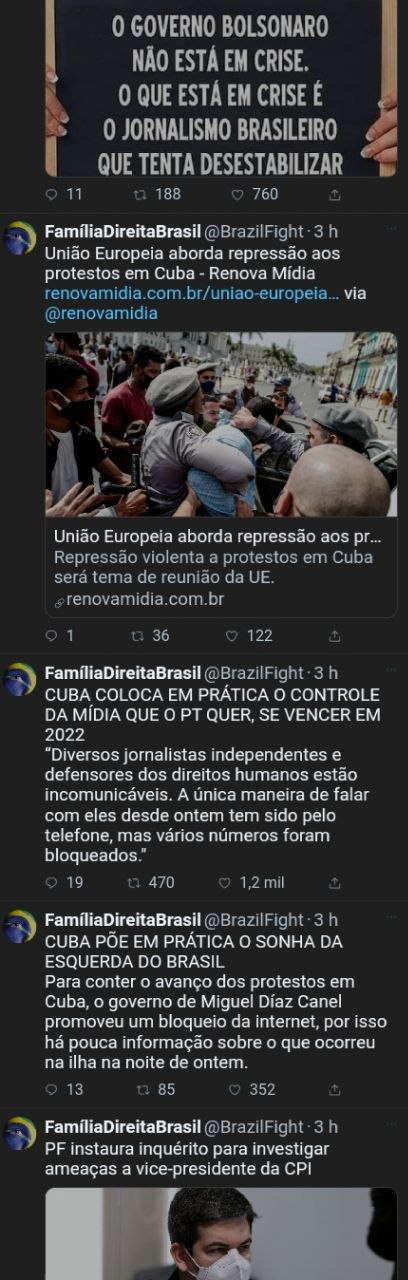 O GOVERNO BOLSONARO
NÃO ESTÁ EM CRISE.
O QUE ESTÁ EM CRISE É
O JORNALISMO BRASILEIRO
QUE TENTA DESESTABILIZAR
11 188 760
FamíliaDireitaBrasil @BrazilFight · 3 h
União Europeia aborda repressão aos
protestos em Cuba - Renova Mídia
renovamidia.com.br/uniao-europeia... via
@renovamidia
União Europeia aborda repressão aos pr...
Repressão violenta a protestos em Cuba
será tema de reunião da UE.
renovamidia.com.br
1 36 122
FamíliaDireitaBrasil @BrazilFight · 3 h
CUBA COLOCA EM PRÁTICA O CONTROLE
DA MÍDIA QUE O PT QUER, SE VENCER EM
2022
“Diversos jornalistas independentes e
defensores dos direitos humanos estão
incomunicáveis. A única maneira de falar
com eles desde ontem tem sido pelo
telefone, mas vários números foram
bloqueados."
19 470 1,2 mil
FamíliaDireitaBrasil @BrazilFight · 3 h
CUBA PÕE EM PRÁTICA O SONHA DA
ESQUERDA DO BRASIL
Para conter o avanço dos protestos em
Cuba, o governo de Miguel Díaz Canel
promoveu um bloqueio da internet, por isso
há pouca informação sobre o que ocorreu
na ilha na noite de ontem.
13 85 352
FamíliaDireitaBrasil @BrazilFight · 3 h
PF instaura inquérito para investigar
ameaças a vice-presidente da CPI